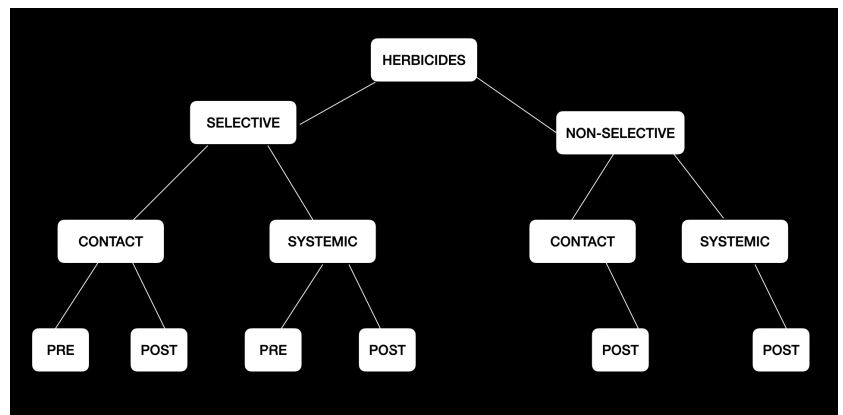 HERBICIDES
SELECTIVE
NON-SELECTIVE
CONTACT
SYSTEMIC
CONTACT
SYSTEMIC
PRE
POST
PRE
POST
POST
POST